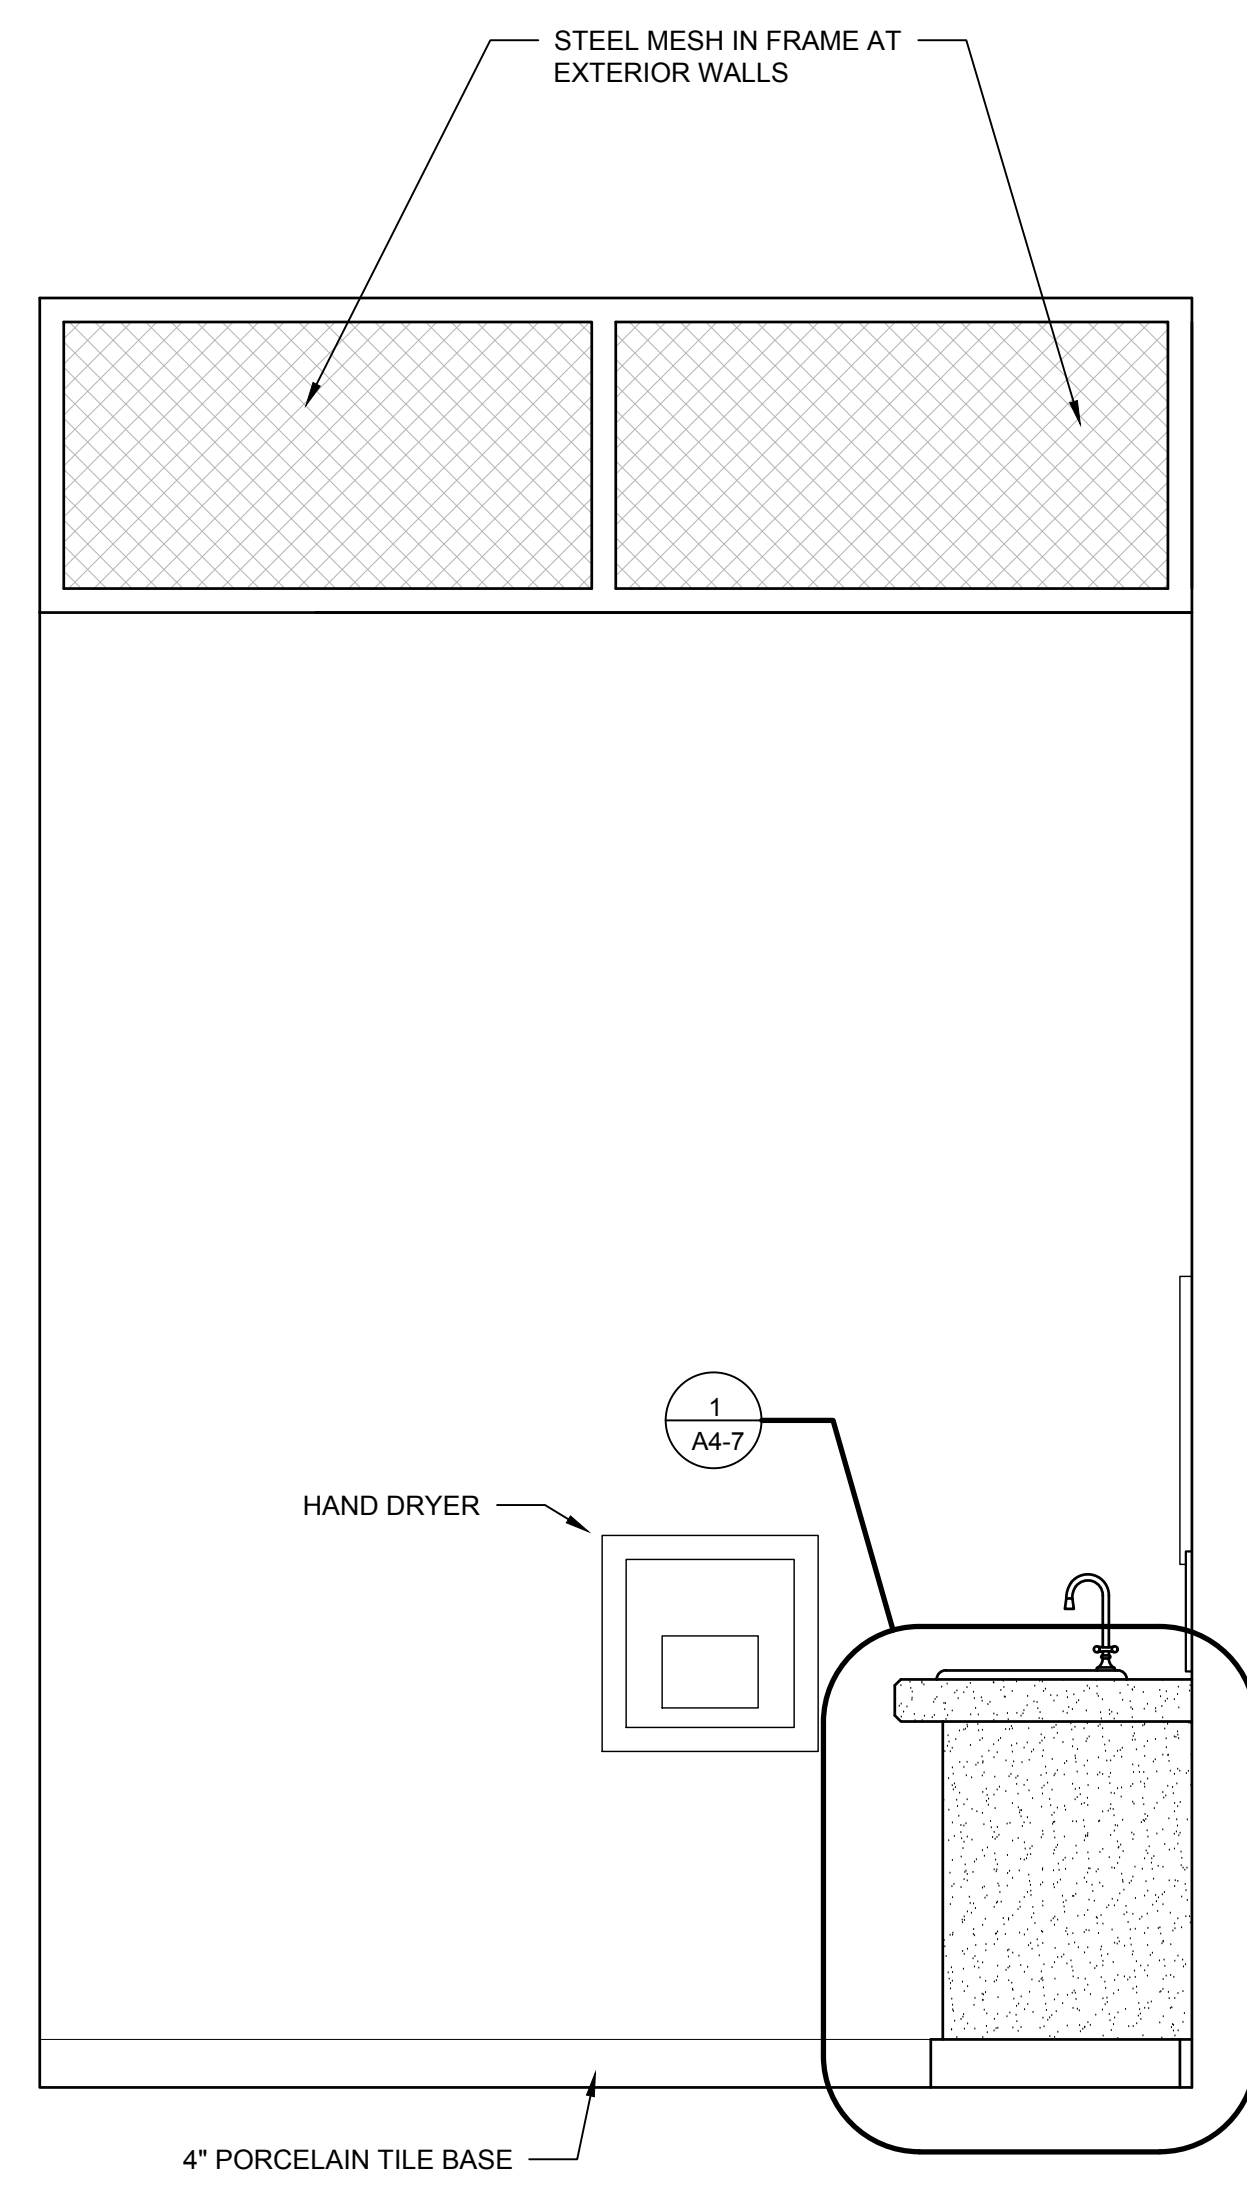 STEEL MESH IN FRAME AT
EXTERIOR WALLS
1
A4-7
HAND DRYER
4" PORCELAIN TILE BASE